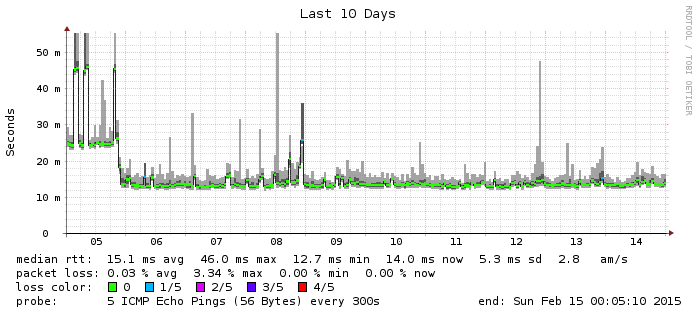 Last 10 Days
RRDTOOL / TOBI OETIKER
Seconds
50 m
40 m
30 m
20 m
10 m
0
05 06 07 08 09 10 11 12 13 14
median rtt: 15.1 ms avg 46.0 ms max 12.7 ms min 14.0 ms now 5.3 ms sd 2.8 am/s
packet loss: 0.03 % avg 3.34 % max 0.00 % min 0.00 % now
loss color: 0 1/5 2/5 3/5 4/5
probe: 5 ICMP Echo Pings (56 Bytes) every 300s end: Sun Feb 15 00:05:10 2015